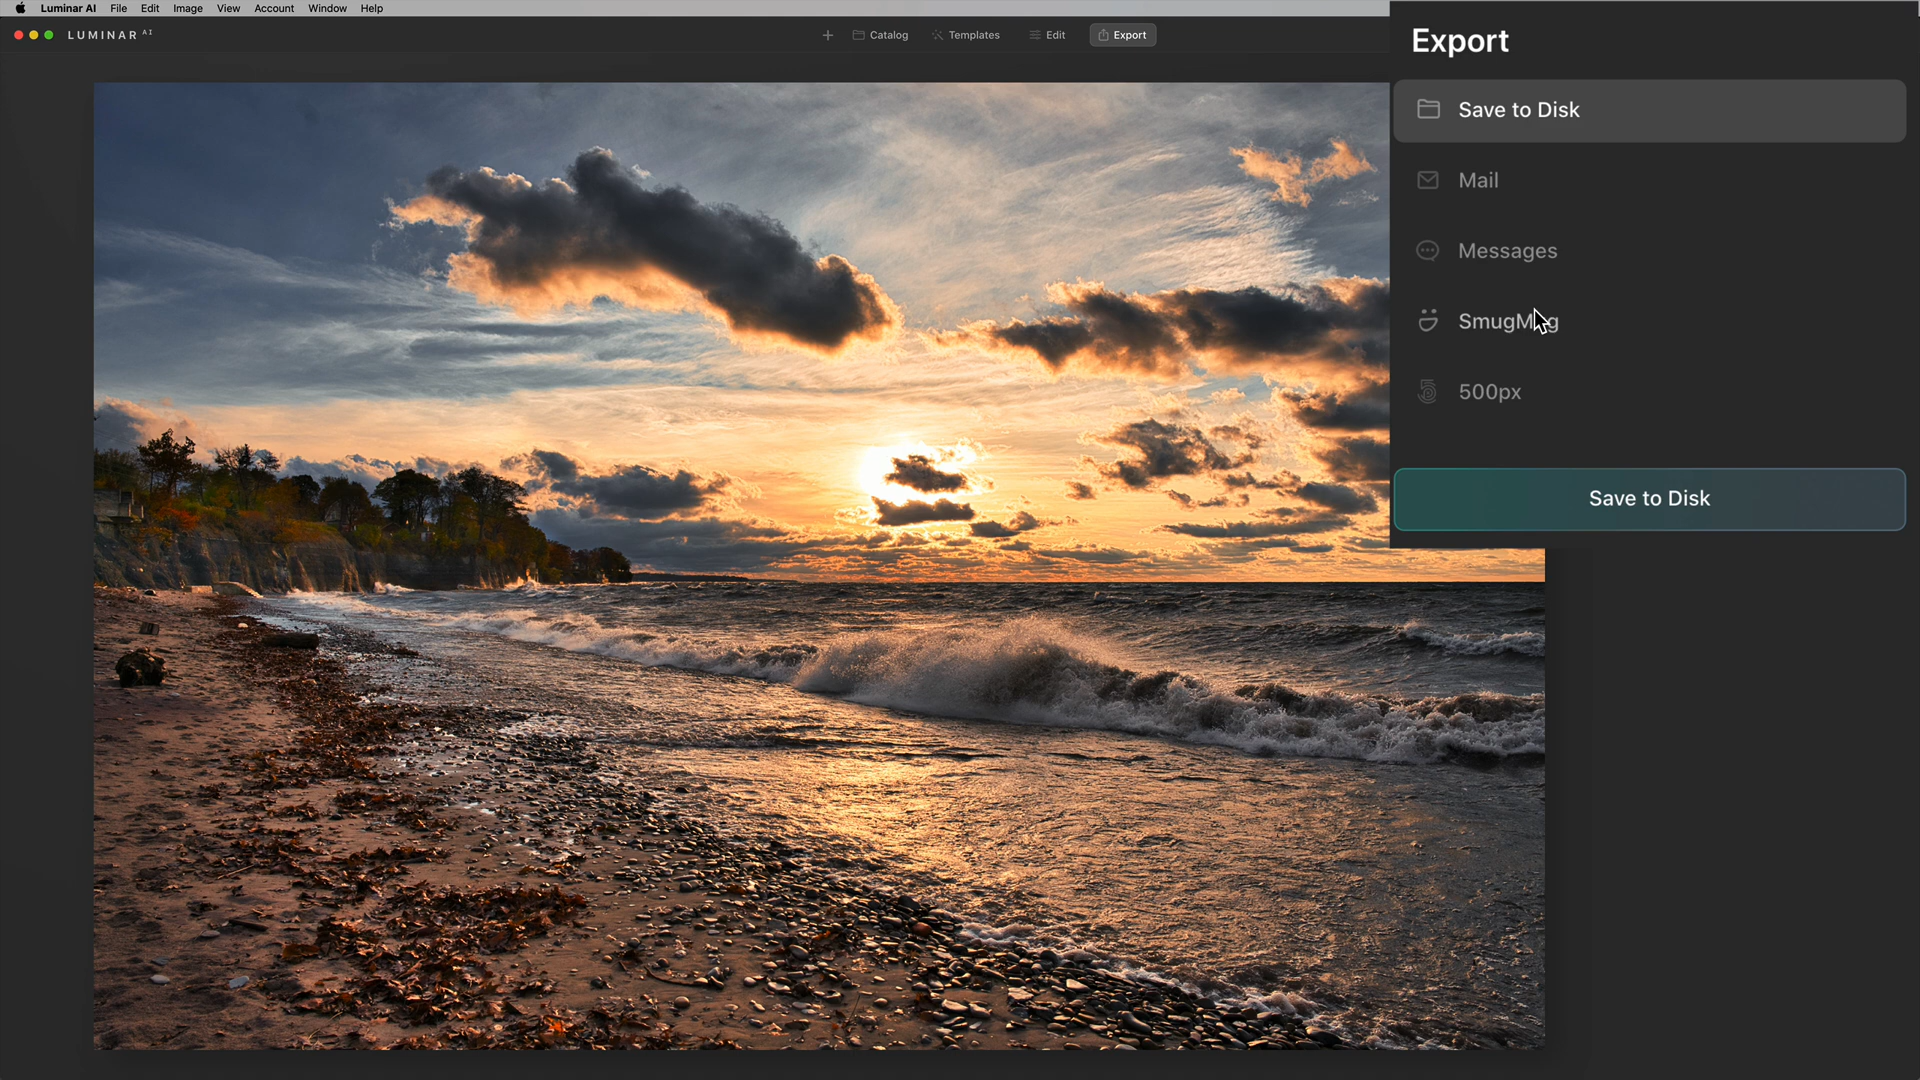 Luminar AI File Edit Image View Account Window Help
LUMINAR AI
Catalog Templates Edit Export
Export
Save to Disk
Mail
Messages
SmugMug
500px
Save to Disk